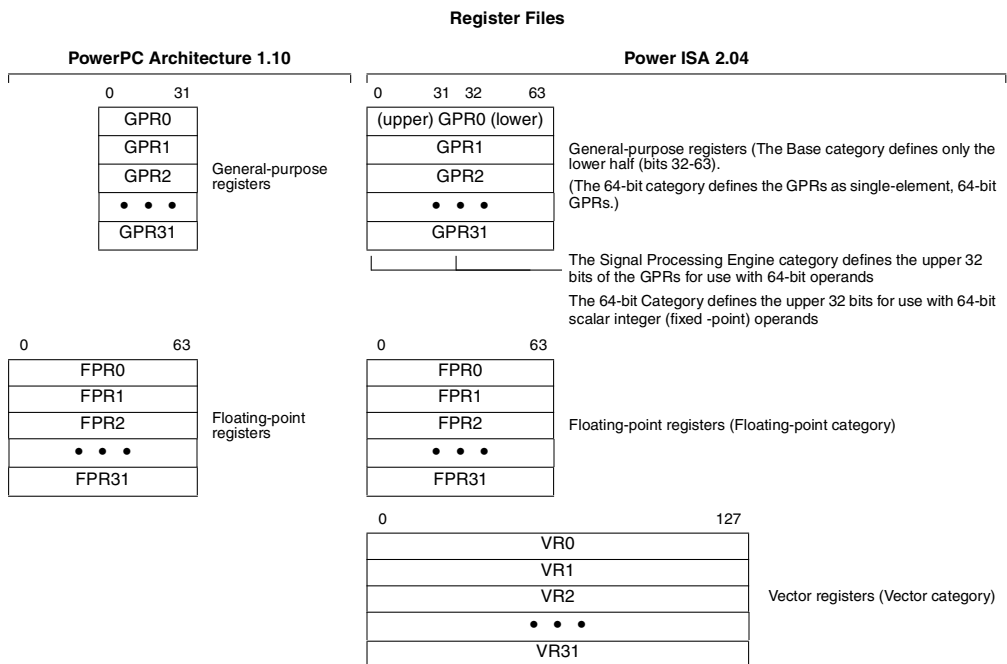 Register Files
PowerPC Architecture 1.10
0 31
GPR0
GPR1
GPR2
• • •
GPR31
General-purpose
registers
0 63
FPR0
FPR1
FPR2
• • •
FPR31
Floating-point
registers
Power ISA 2.04
0 31 32 63
(upper) GPR0 (lower)
GPR1
GPR2
• • •
GPR31
General-purpose registers (The Base category defines only the
lower half (bits 32-63).
(The 64-bit category defines the GPRs as single-element, 64-bit
GPRs.)
The Signal Processing Engine category defines the upper 32
bits of the GPRs for use with 64-bit operands
The 64-bit Category defines the upper 32 bits for use with 64-bit
scalar integer (fixed -point) operands
0 63
FPR0
FPR1
FPR2
• • •
FPR31
Floating-point registers (Floating-point category)
0 127
VR0
VR1
VR2
• • •
VR31
Vector registers (Vector category)